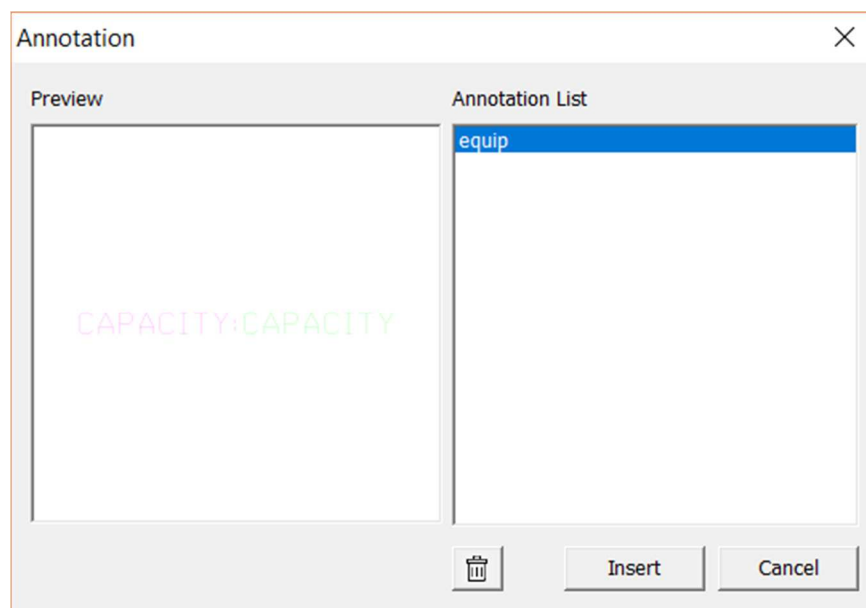 Annotation
Preview
Annotation List
equip
CAPACITY:CAPACITY
Insert
Cancel